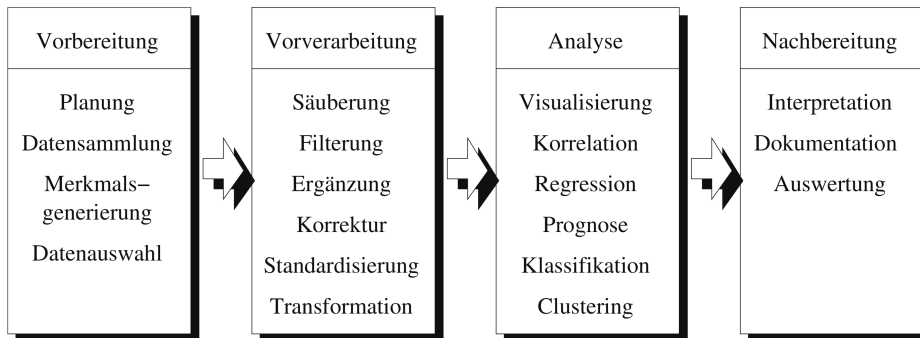 Vorbereitung
Planung
Datensammlung
Merkmals−
generierung
Datenauswahl
Vorverarbeitung
Säuberung
Filterung
Ergänzung
Korrektur
Standardisierung
Transformation
Analyse
Visualisierung
Korrelation
Regression
Prognose
Klassifikation
Clustering
Nachbereitung
Interpretation
Dokumentation
Auswertung